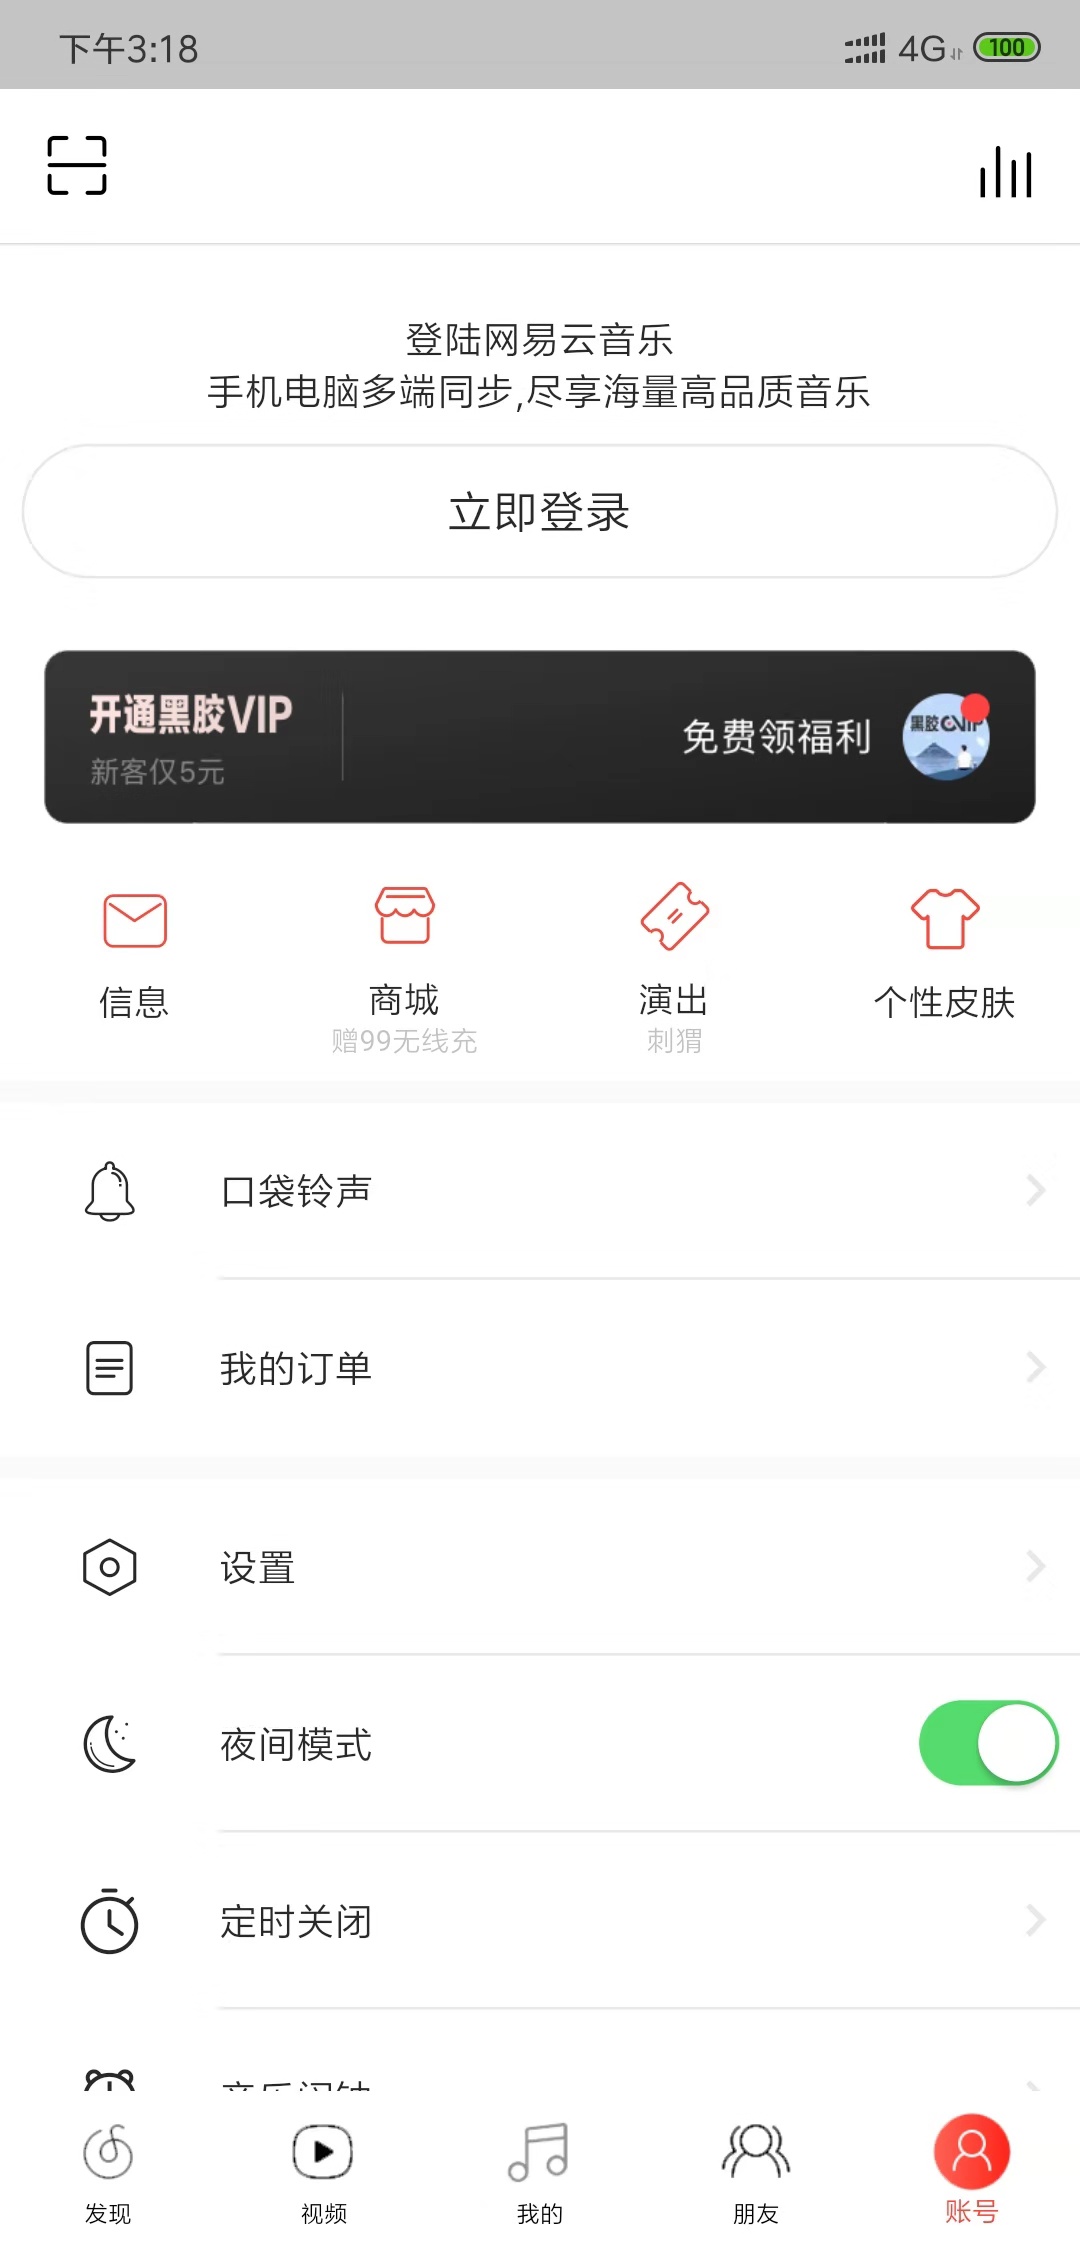 下午3:18
4G
100
登陆网易云音乐
手机电脑多端同步,尽享海量高品质音乐
立即登录
开通黑胶VIP
新客仅5元
免费领福利
黑胶VIP
信息
商城
演出
个性皮肤
赠99无线充
刺猬
口袋铃声
我的订单
设置
夜间模式
定时关闭
音乐闹钟
发现
视频
我的
朋友
账号